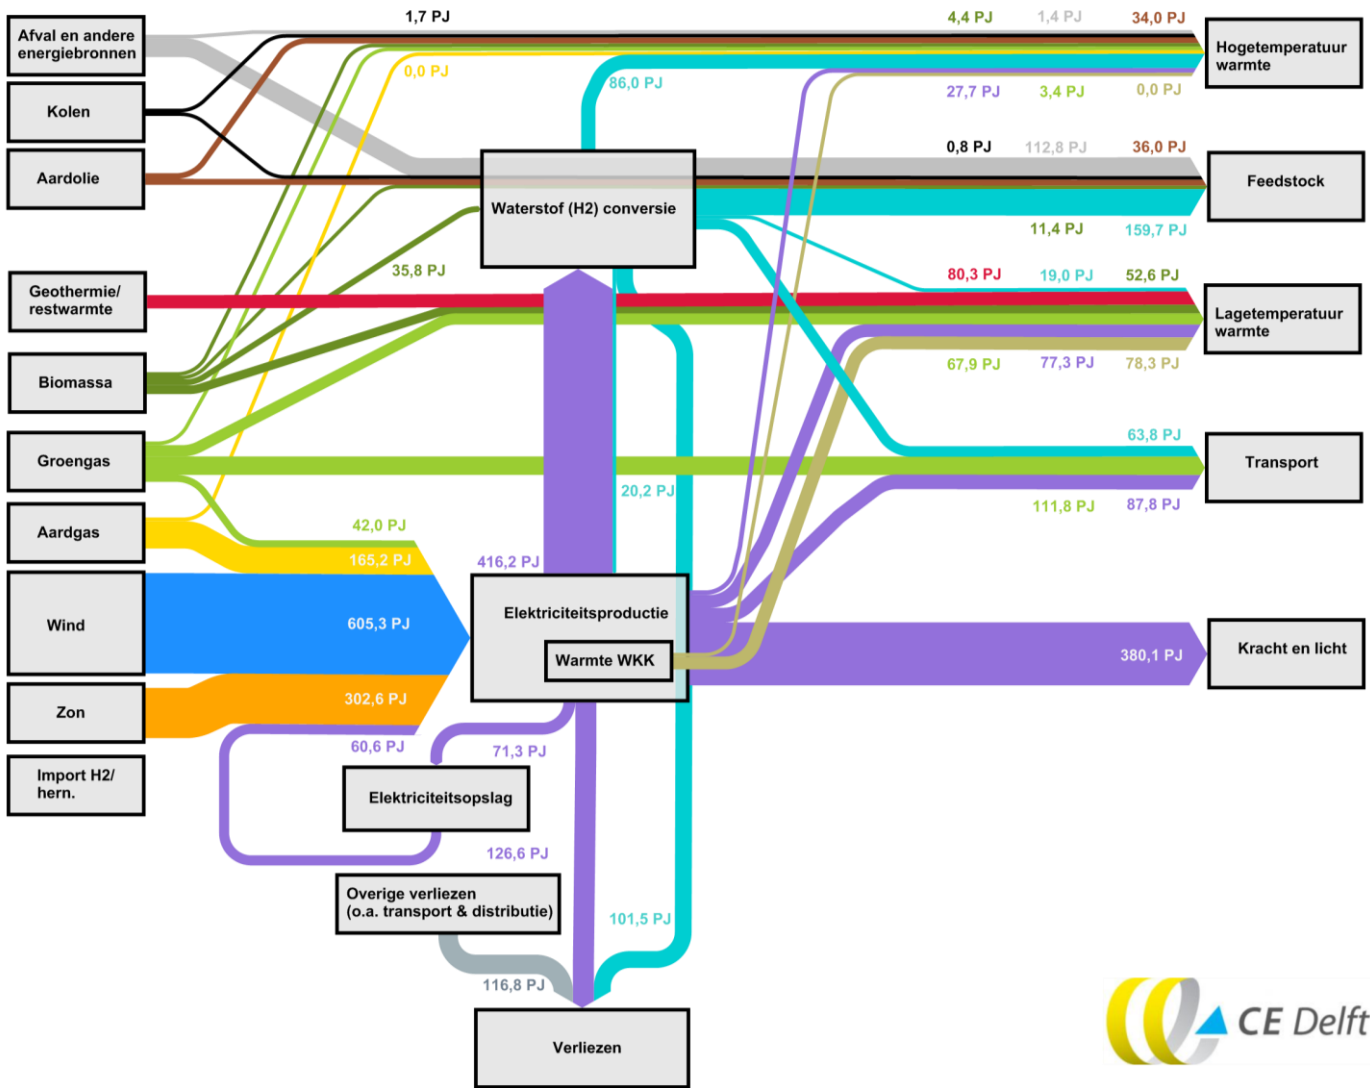 1,7 PJ
4,4 PJ
1,4 PJ
34,0 PJ
Afval en andere
energiebronnen
Hogetemperatuur
warmte
0,0 PJ
86,0 PJ
27,7 PJ
3,4 PJ
0,0 PJ
Kolen
0,8 PJ
112,8 PJ
36,0 PJ
Aardolie
Feedstock
Waterstof (H2) conversie
11,4 PJ
159,7 PJ
35,8 PJ
80,3 PJ
19,0 PJ
52,6 PJ
Geothermie/
restwarmte
Lagetemperatuur
warmte
67,9 PJ
77,3 PJ
78,3 PJ
Biomassa
63,8 PJ
Groengas
Transport
20,2 PJ
111,8 PJ
87,8 PJ
Aardgas
42,0 PJ
165,2 PJ
416,2 PJ
Wind
605,3 PJ
Elektriciteitsproductie
Warmte WKK
380,1 PJ
Kracht en licht
Zon
302,6 PJ
60,6 PJ
71,3 PJ
Import H2/
hern.
Elektriciteitsopslag
126,6 PJ
Overige verliezen
(o.a. transport & distributie)
101,5 PJ
116,8 PJ
Verliezen
CE Delft